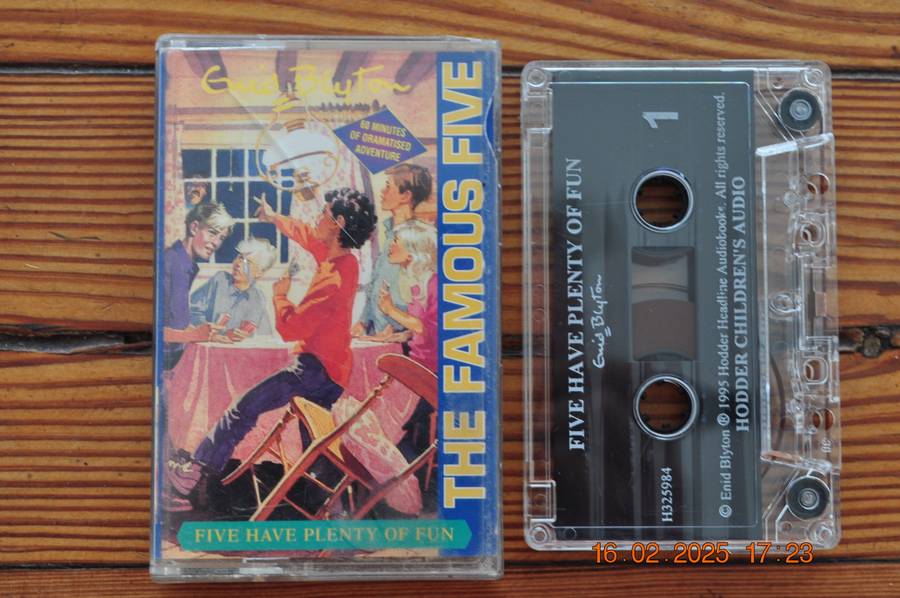 Enid Blyton
60 MINUTES
OF DRAMATISED
ADVENTURE
THE FAMOUS FIVE
FIVE HAVE PLENTY OF FUN
FIVE HAVE PLENTY OF FUN
Enid Blyton
1
H325984
© Enid Blyton ℗ 1995 Hodder Headline Audiobooks. All rights reserved.
HODDER CHILDREN'S AUDIO
16.02.2025 17:23